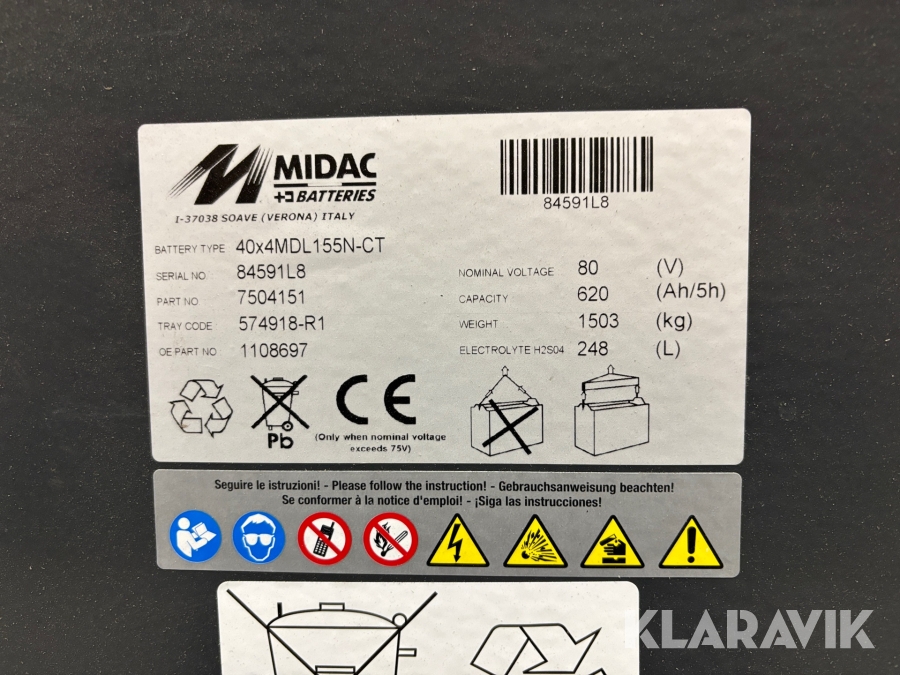 MIDAC
BATTERIES
I-37038 SOAVE (VERONA) ITALY
84591L8
BATTERY TYPE 40x4MDL155N-CT
SERIAL NO 84591L8
PART NO 7504151
TRAY CODE 574918-R1
OE PART NO 1108697
NOMINAL VOLTAGE 80 (V)
CAPACITY 620 (Ah/5h)
WEIGHT 1503 (kg)
ELECTROLYTE H2S04 248 (L)
Pb
CE
(Only when nominal voltage
exceeds 75V)
Seguire le istruzioni! - Please follow the instruction! - Gebrauchsanweisung beachten!
Se conformer à la notice d'emploi! - ¡Siga las instrucciones!
KLARAVIK